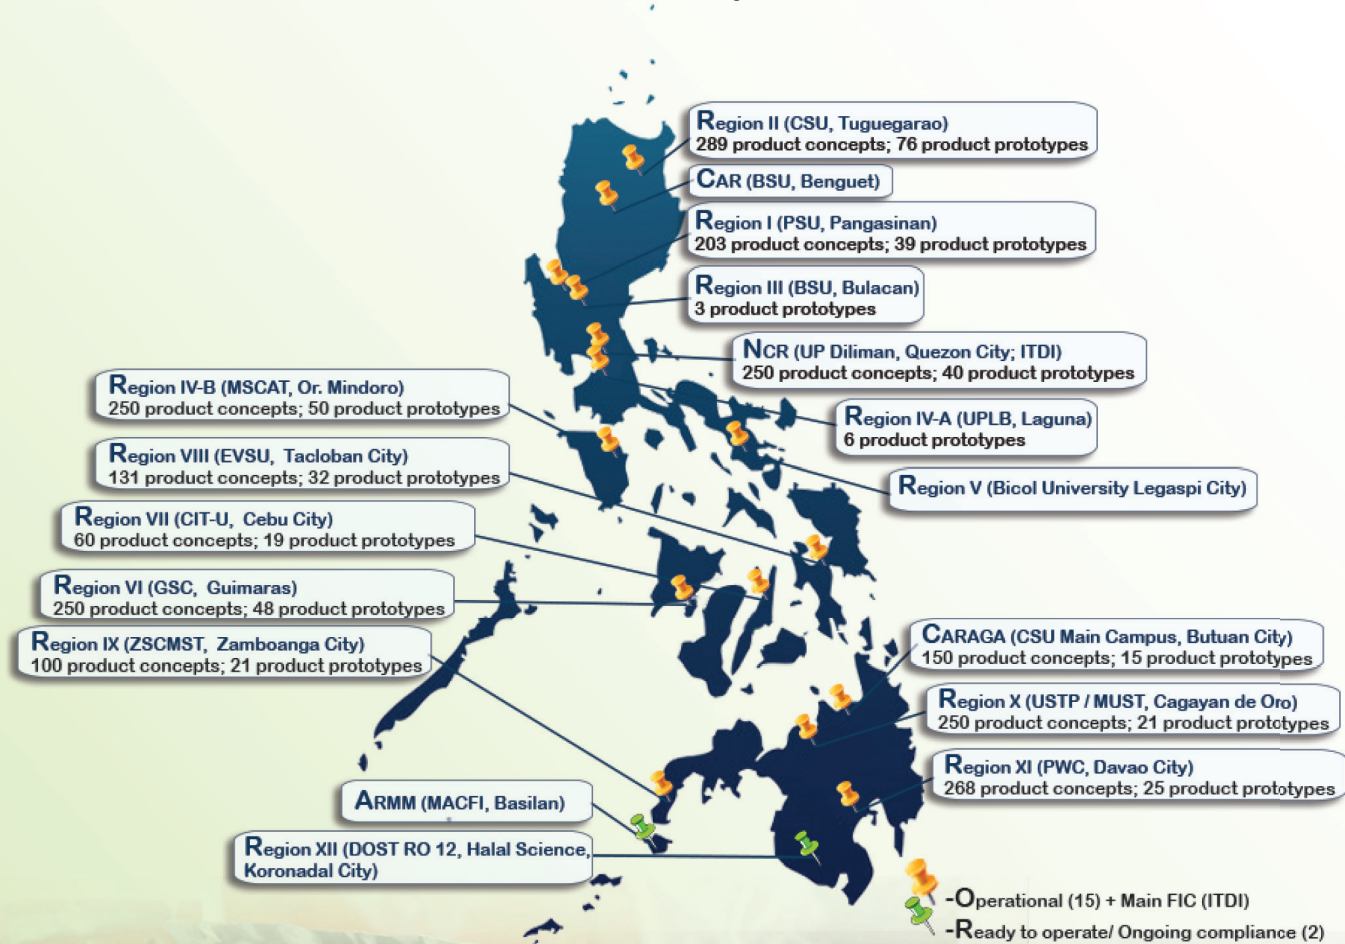 Region II (CSU, Tuguegarao)
289 product concepts; 76 product prototypes
CAR (BSU, Benguet)
Region I (PSU, Pangasinan)
203 product concepts; 39 product prototypes
Region III (BSU, Bulacan)
3 product prototypes
NCR (UP Diliman, Quezon City; ITDI)
250 product concepts; 40 product prototypes
Region IV-A (UPLB, Laguna)
6 product prototypes
Region V (Bicol University Legaspi City)
Region IV-B (MSCAT, Or. Mindoro)
250 product concepts; 50 product prototypes
Region VIII (EVSU, Tacloban City)
131 product concepts; 32 product prototypes
Region VII (CIT-U, Cebu City)
60 product concepts; 19 product prototypes
Region VI (GSC, Guimaras)
250 product concepts; 48 product prototypes
Region IX (ZSCMST, Zamboanga City)
100 product concepts; 21 product prototypes
CARAGA (CSU Main Campus, Butuan City)
150 product concepts; 15 product prototypes
Region X (USTP / MUST, Cagayan de Oro)
250 product concepts; 21 product prototypes
Region XI (PWC, Davao City)
268 product concepts; 25 product prototypes
ARMM (MACFI, Basilan)
Region XII (DOST RO 12, Halal Science,
Koronadal City)
-Operational (15) + Main FIC (ITDI)
-Ready to operate/ Ongoing compliance (2)